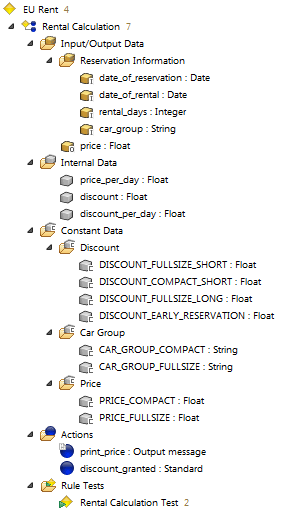 EU Rent 4
Rental Calculation 7
Input/Output Data
Reservation Information
date_of_reservation : Date
date_of_rental : Date
rental_days : Integer
car_group : String
price : Float
Internal Data
price_per_day : Float
discount : Float
discount_per_day : Float
Constant Data
Discount
DISCOUNT_FULLSIZE_SHORT : Float
DISCOUNT_COMPACT_SHORT : Float
DISCOUNT_FULLSIZE_LONG : Float
DISCOUNT_EARLY_RESERVATION : Float
Car Group
CAR_GROUP_COMPACT : String
CAR_GROUP_FULLSIZE : String
Price
PRICE_COMPACT : Float
PRICE_FULLSIZE : Float
Actions
print_price : Output message
discount_granted : Standard
Rule Tests
Rental Calculation Test 2